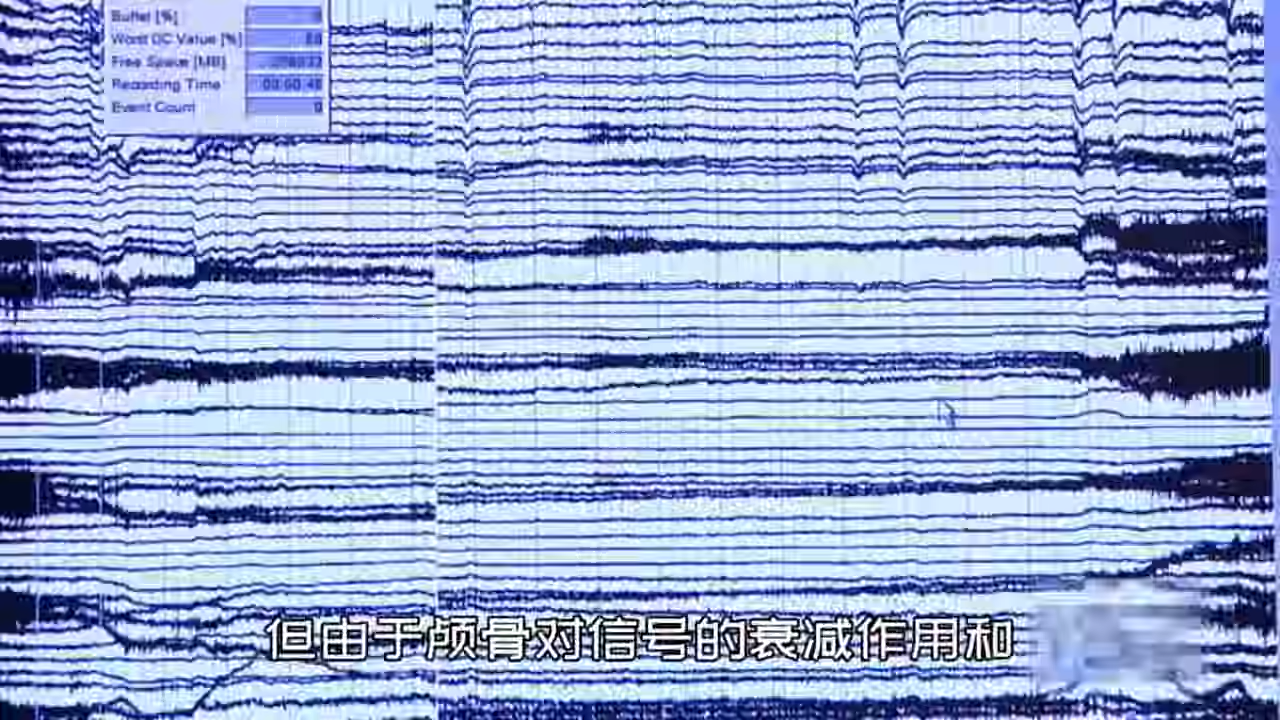 Buffer [%]
Worst DC Value [%]
Free Space [MB]
Recording Time
Event Count
9
但由于颅骨对信号的衰减作用和